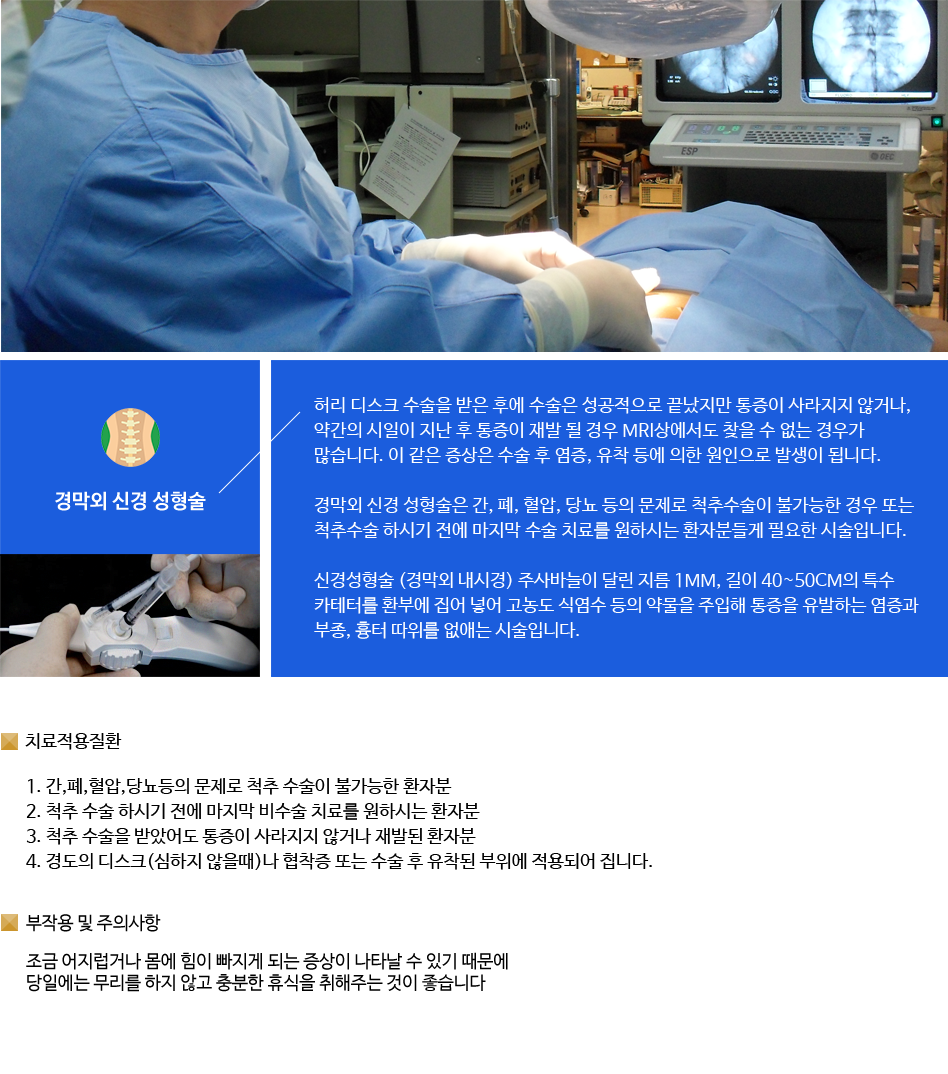 ESP
OEC
경막외 신경 성형술
허리 디스크 수술을 받은 후에 수술은 성공적으로 끝났지만 통증이 사라지지 않거나,
약간의 시일이 지난 후 통증이 재발 될 경우 MRI상에서도 찾을 수 없는 경우가
많습니다. 이 같은 증상은 수술 후 염증, 유착 등에 의한 원인으로 발생이 됩니다.
경막외 신경 성형술은 간, 폐, 혈압, 당뇨 등의 문제로 척추수술이 불가능한 경우 또는
척추수술 하시기 전에 마지막 수술 치료를 원하시는 환자분들게 필요한 시술입니다.
신경성형술 (경막외 내시경) 주사바늘이 달린 지름 1MM, 길이 40~50CM의 특수
카테터를 환부에 집어 넣어 고농도 식염수 등의 약물을 주입해 통증을 유발하는 염증과
부종, 흉터 따위를 없애는 시술입니다.
치료적용질환
1. 간,폐,혈압,당뇨등의 문제로 척추 수술이 불가능한 환자분
2. 척추 수술 하시기 전에 마지막 비수술 치료를 원하시는 환자분
3. 척추 수술을 받았어도 통증이 사라지지 않거나 재발된 환자분
4. 경도의 디스크(심하지 않을때)나 협착증 또는 수술 후 유착된 부위에 적용되어 집니다.
부작용 및 주의사항
조금 어지럽거나 몸에 힘이 빠지게 되는 증상이 나타날 수 있기 때문에
당일에는 무리를 하지 않고 충분한 휴식을 취해주는 것이 좋습니다